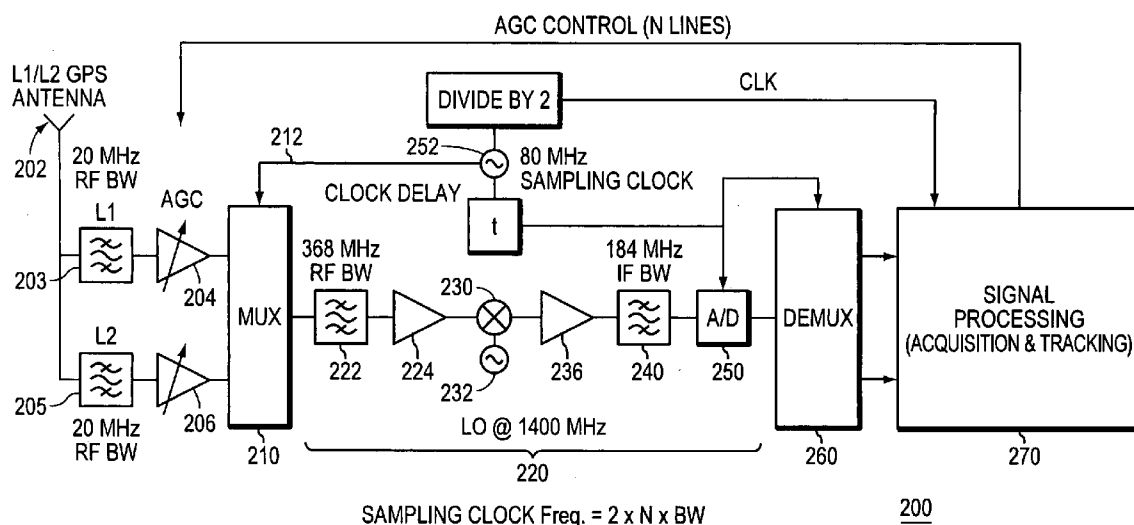 AGC CONTROL (N LINES)
L1/L2 GPS
ANTENNA
202
20 MHz
RF BW
L1
203
AGC
204
L2
205
20 MHz
RF BW
206
212
DIVIDE BY 2
CLK
252
80 MHz
SAMPLING CLOCK
CLOCK DELAY
t
MUX
210
368 MHz
RF BW
222
224
230
232
236
184 MHz
IF BW
240
A/D
250
DEMUX
260
SIGNAL
PROCESSING
(ACQUISITION & TRACKING)
270
LO @ 1400 MHz
220
SAMPLING CLOCK Freq. = 2 x N x BW
200